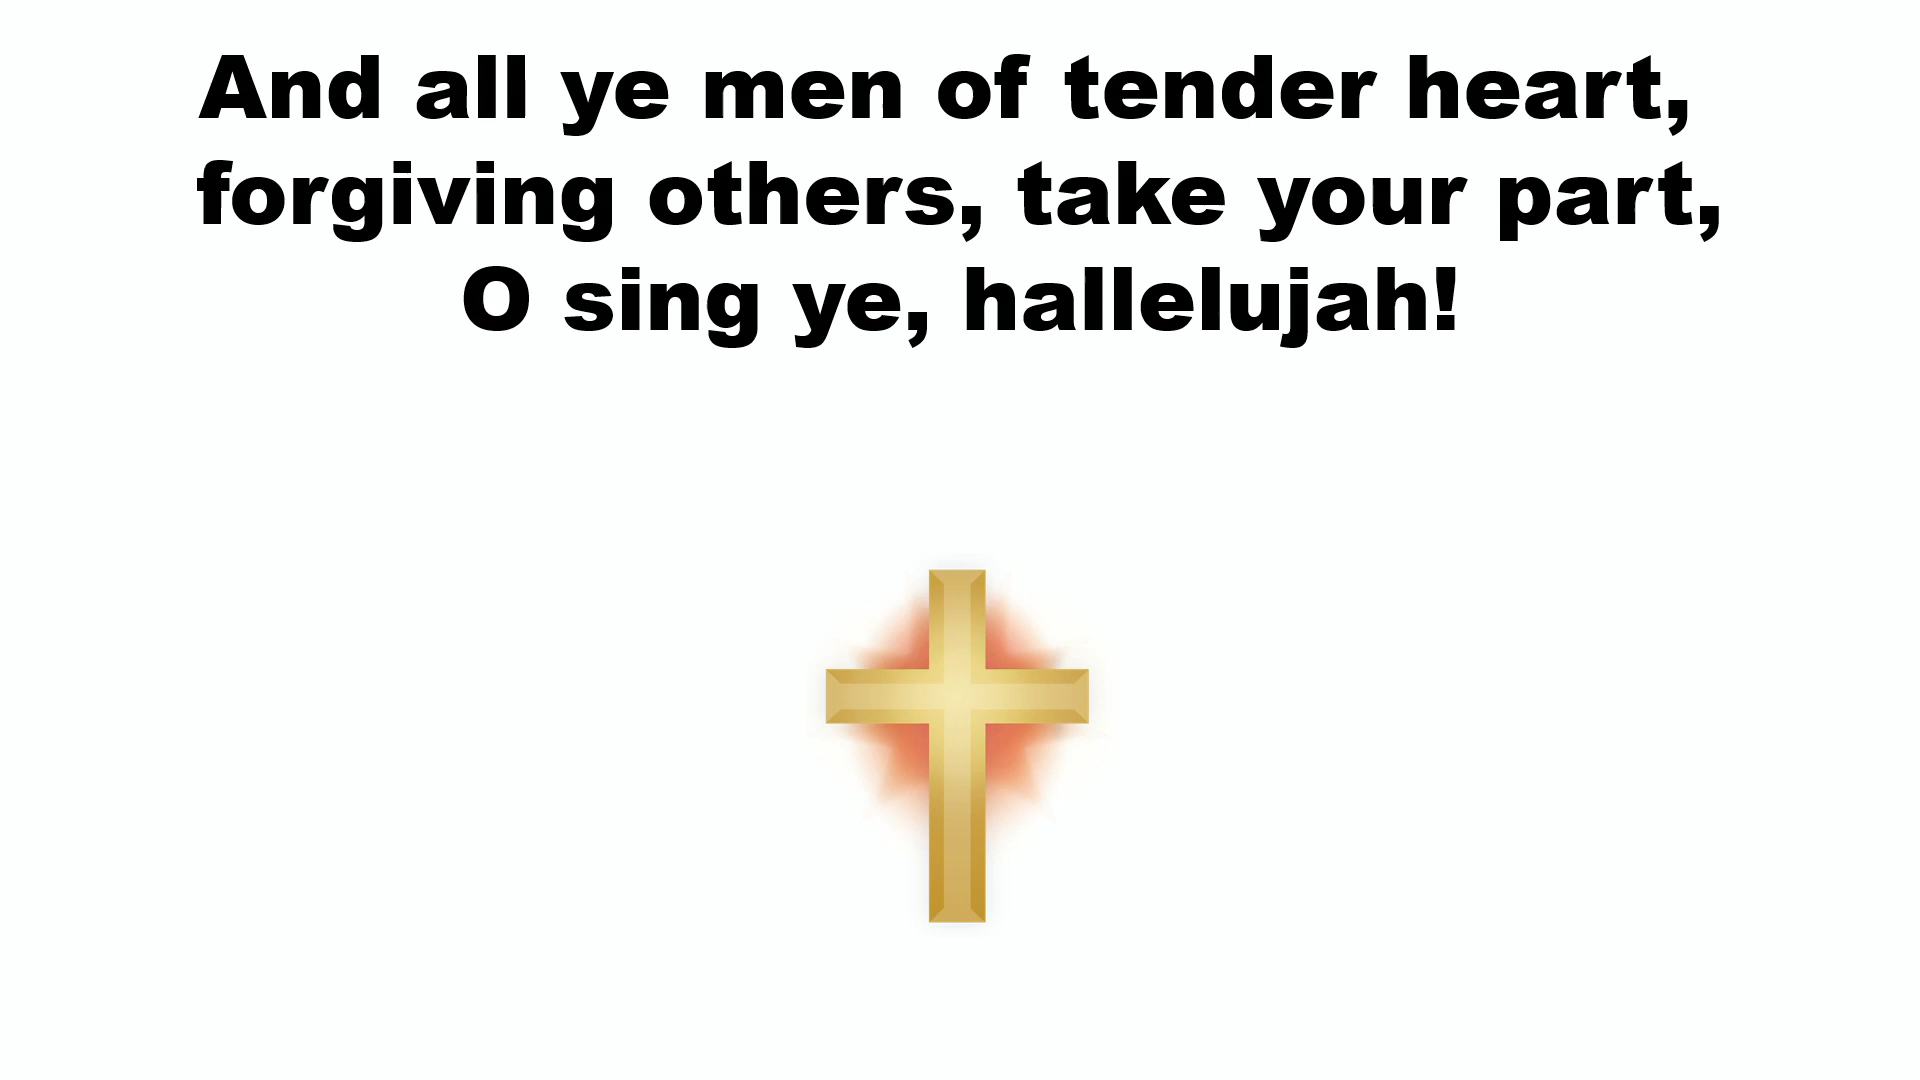 And all ye men of tender heart,
forgiving others, take your part,
O sing ye, hallelujah!